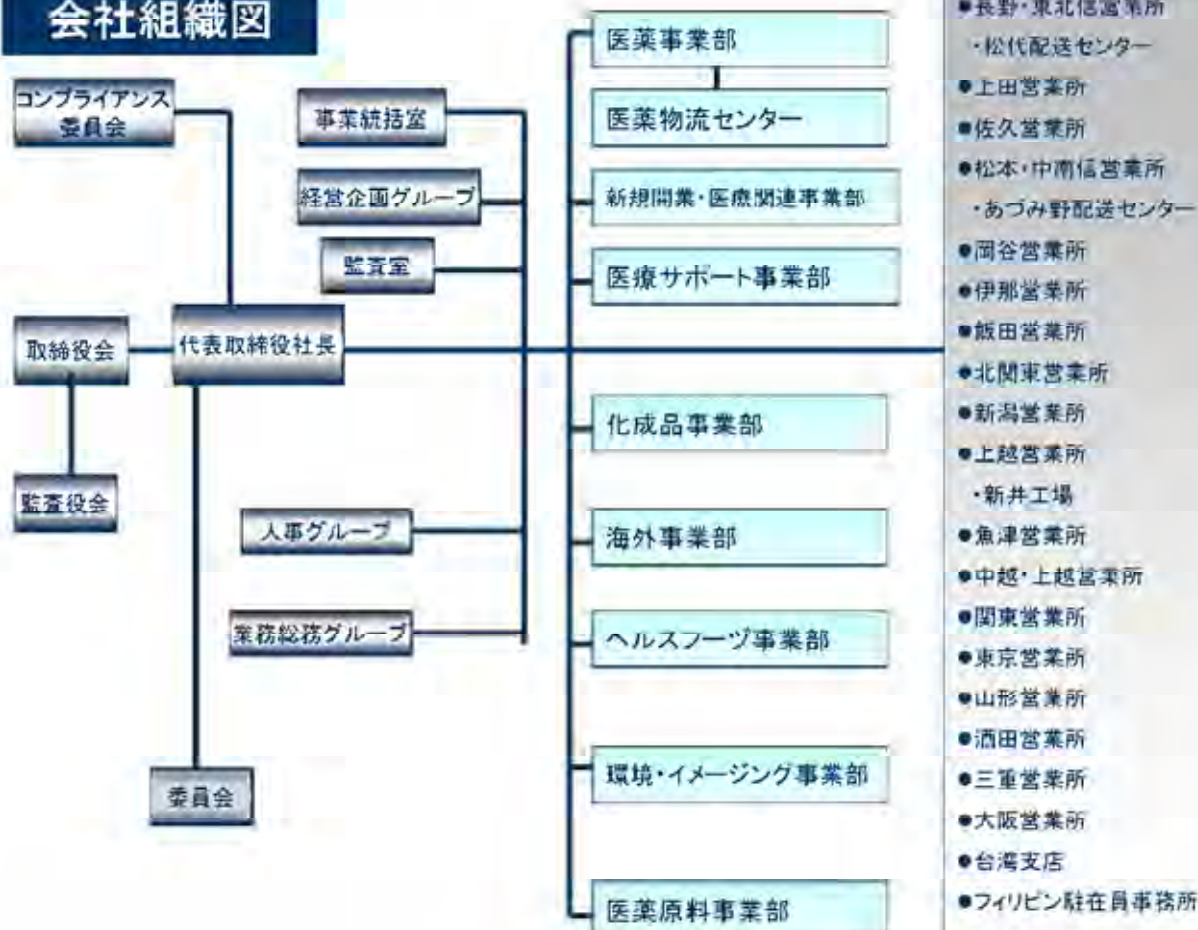 会社組織図
コンプライアンス
委員会
事業統括室
経営企画グループ
監査室
取締役会
代表取締役社長
監査役会
人事グループ
業務総務グループ
委員会
医薬事業部
医薬物流センター
新規開業・医療関連事業部
医療サポート事業部
化成品事業部
海外事業部
ヘルスフーヅ事業部
環境・イメージング事業部
医薬原料事業部
●長野・東北信営業所
・松代配送センター
●上田営業所
●佐久営業所
●松本・中南信営業所
・あづみ野配送センター
●岡谷営業所
●伊那営業所
●飯田営業所
●北関東営業所
●新潟営業所
●上越営業所
・新井工場
●魚津営業所
●中越・上越営業所
●関東営業所
●東京営業所
●山形営業所
●酒田営業所
●三重営業所
●大阪営業所
●台湾支店
●フィリピン駐在員事務所